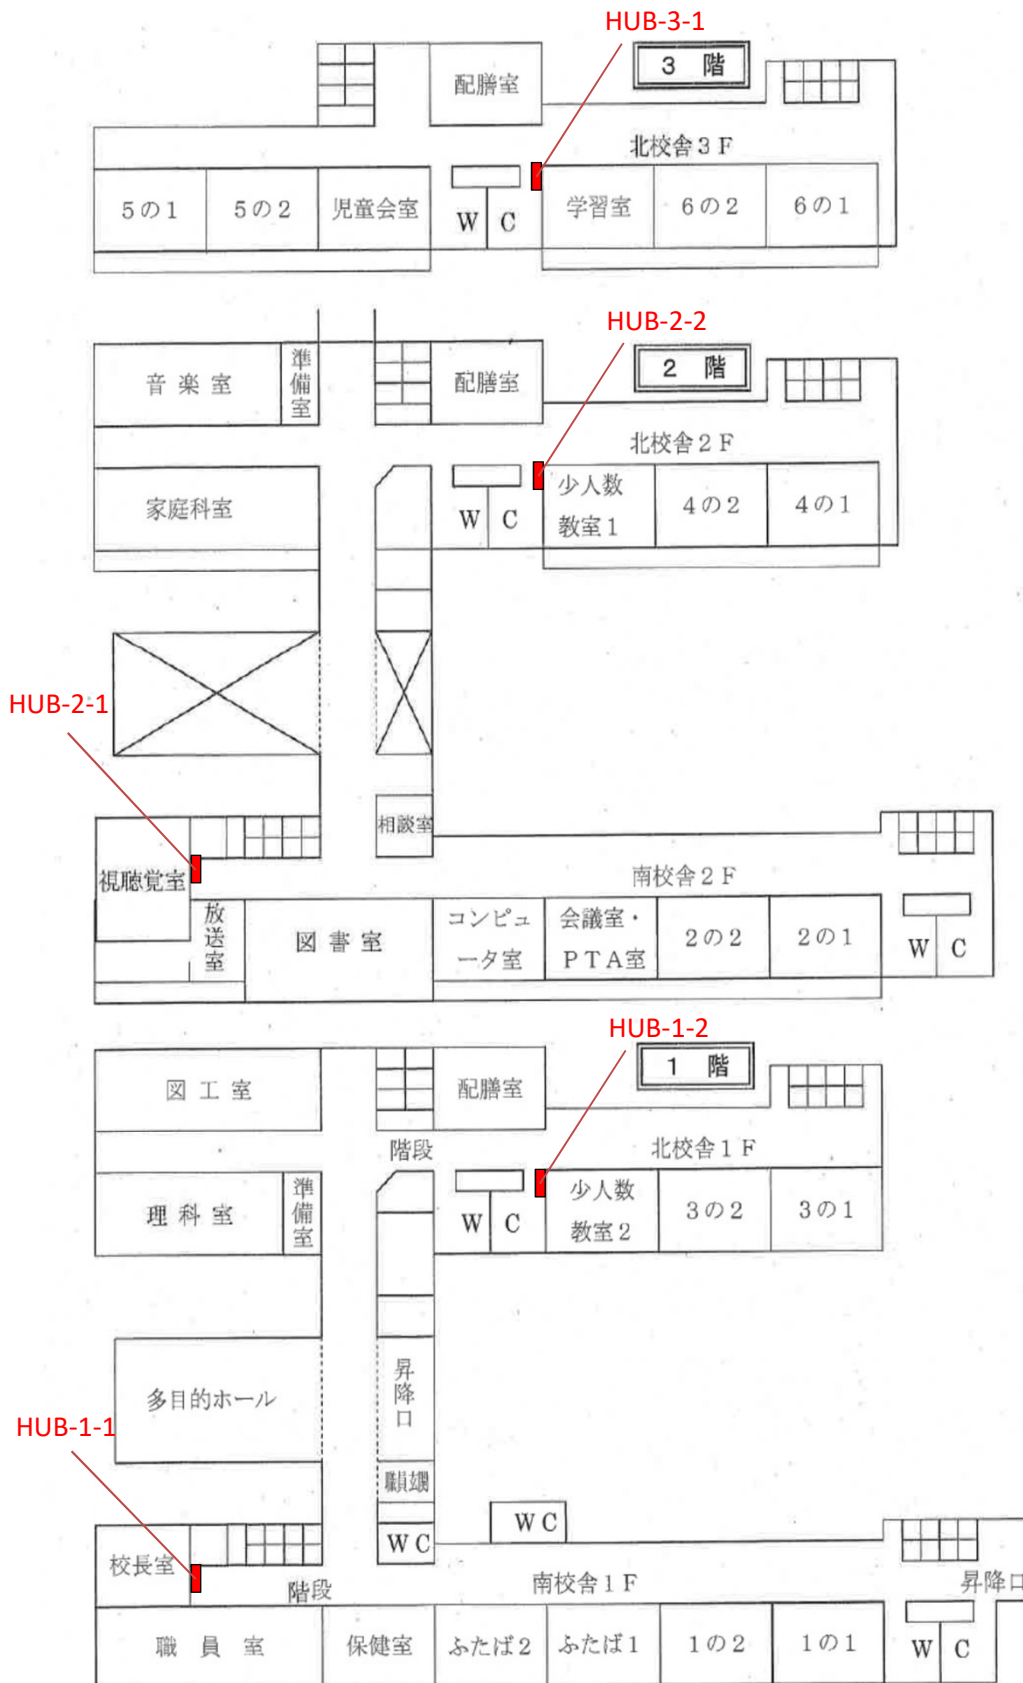 HUB-3-1
3 階
配膳室
北校舎3F
5の1 5の2 児童会室 W C 学習室 6の2 6の1
HUB-2-2
2 階
音楽室 準備室 配膳室
北校舎2F
家庭科室 W C 少人数教室1 4の2 4の1
HUB-2-1
相談室
視聴覚室 南校舎2F
放送室 図書室 コンピュータ室 会議室・PTA室 2の2 2の1 W C
HUB-1-2
1 階
図工室 配膳室
階段 北校舎1F
理科室 準備室 W C 少人数教室2 3の2 3の1
多目的ホール 昇降口
HUB-1-1
WC WC
校長室 階段 南校舎1F 昇降口
職員室 保健室 ふたば2 ふたば1 1の2 1の1 W C